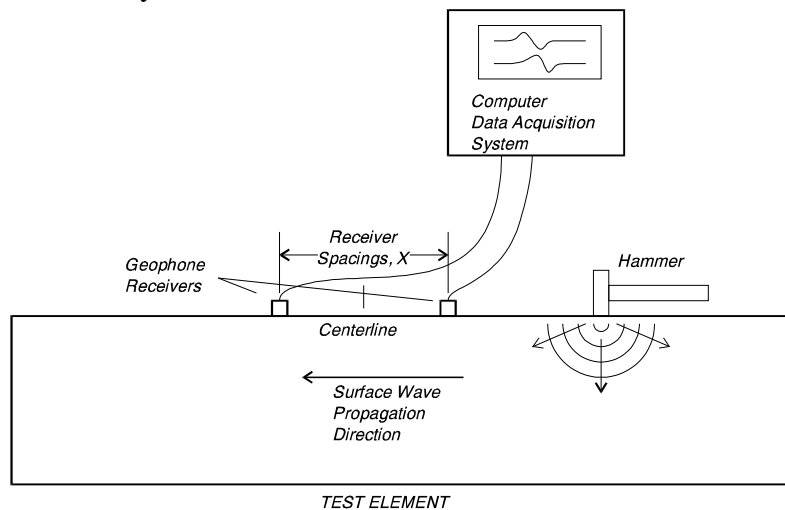 Computer
Data Acquisition
System
Receiver
Spacings, X
Geophone
Receivers
Hammer
Centerline
Surface Wave
Propagation
Direction
TEST ELEMENT